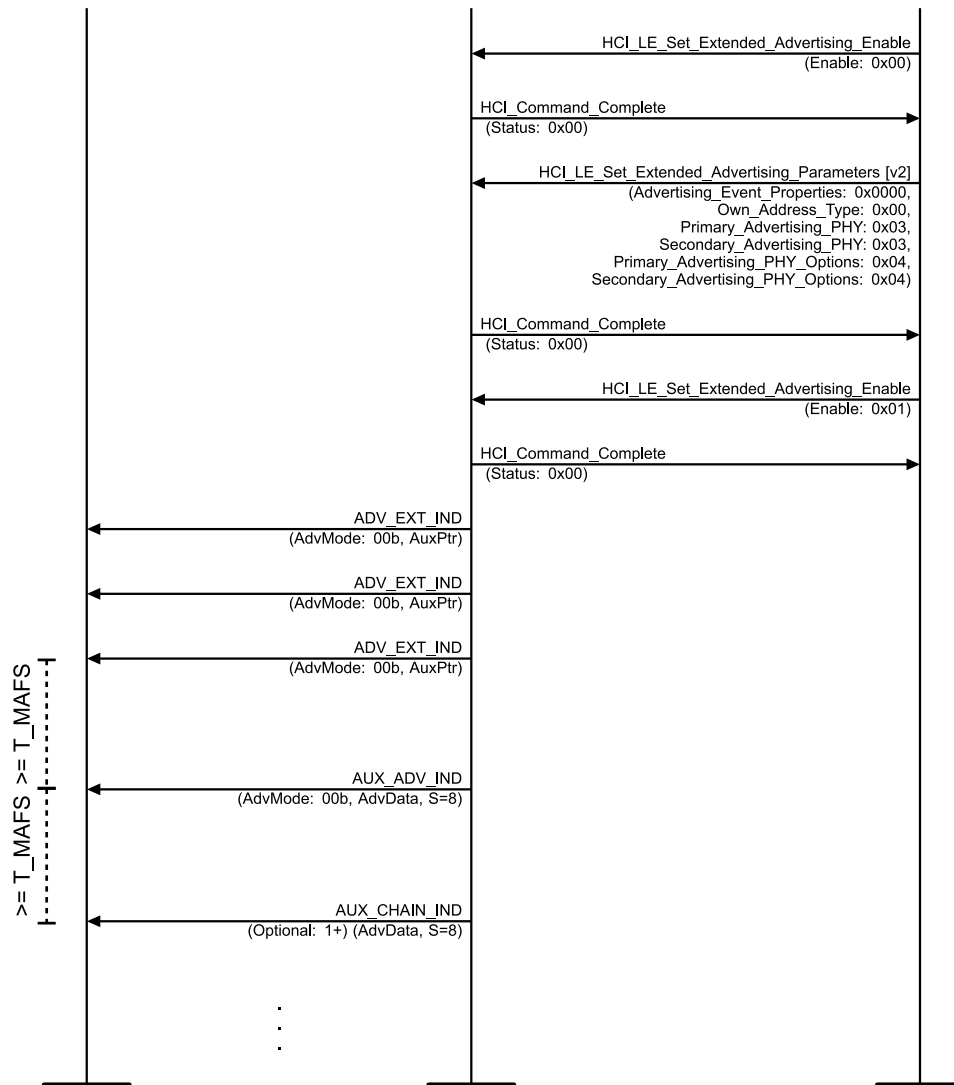 HCI_LE_Set_Extended_Advertising_Enable
(Enable: 0x00)
HCI_Command_Complete
(Status: 0x00)
HCI_LE_Set_Extended_Advertising_Parameters [v2]
(Advertising_Event_Properties: 0x0000,
Own_Address_Type: 0x00,
Primary_Advertising_PHY: 0x03,
Secondary_Advertising_PHY: 0x03,
Primary_Advertising_PHY_Options: 0x04,
Secondary_Advertising_PHY_Options: 0x04)
HCI_Command_Complete
(Status: 0x00)
HCI_LE_Set_Extended_Advertising_Enable
(Enable: 0x01)
HCI_Command_Complete
(Status: 0x00)
ADV_EXT_IND
(AdvMode: 00b, AuxPtr)
ADV_EXT_IND
(AdvMode: 00b, AuxPtr)
ADV_EXT_IND
(AdvMode: 00b, AuxPtr)
>= T_MAFS
AUX_ADV_IND
(AdvMode: 00b, AdvData, S=8)
>= T_MAFS
AUX_CHAIN_IND
(Optional: 1+) (AdvData, S=8)